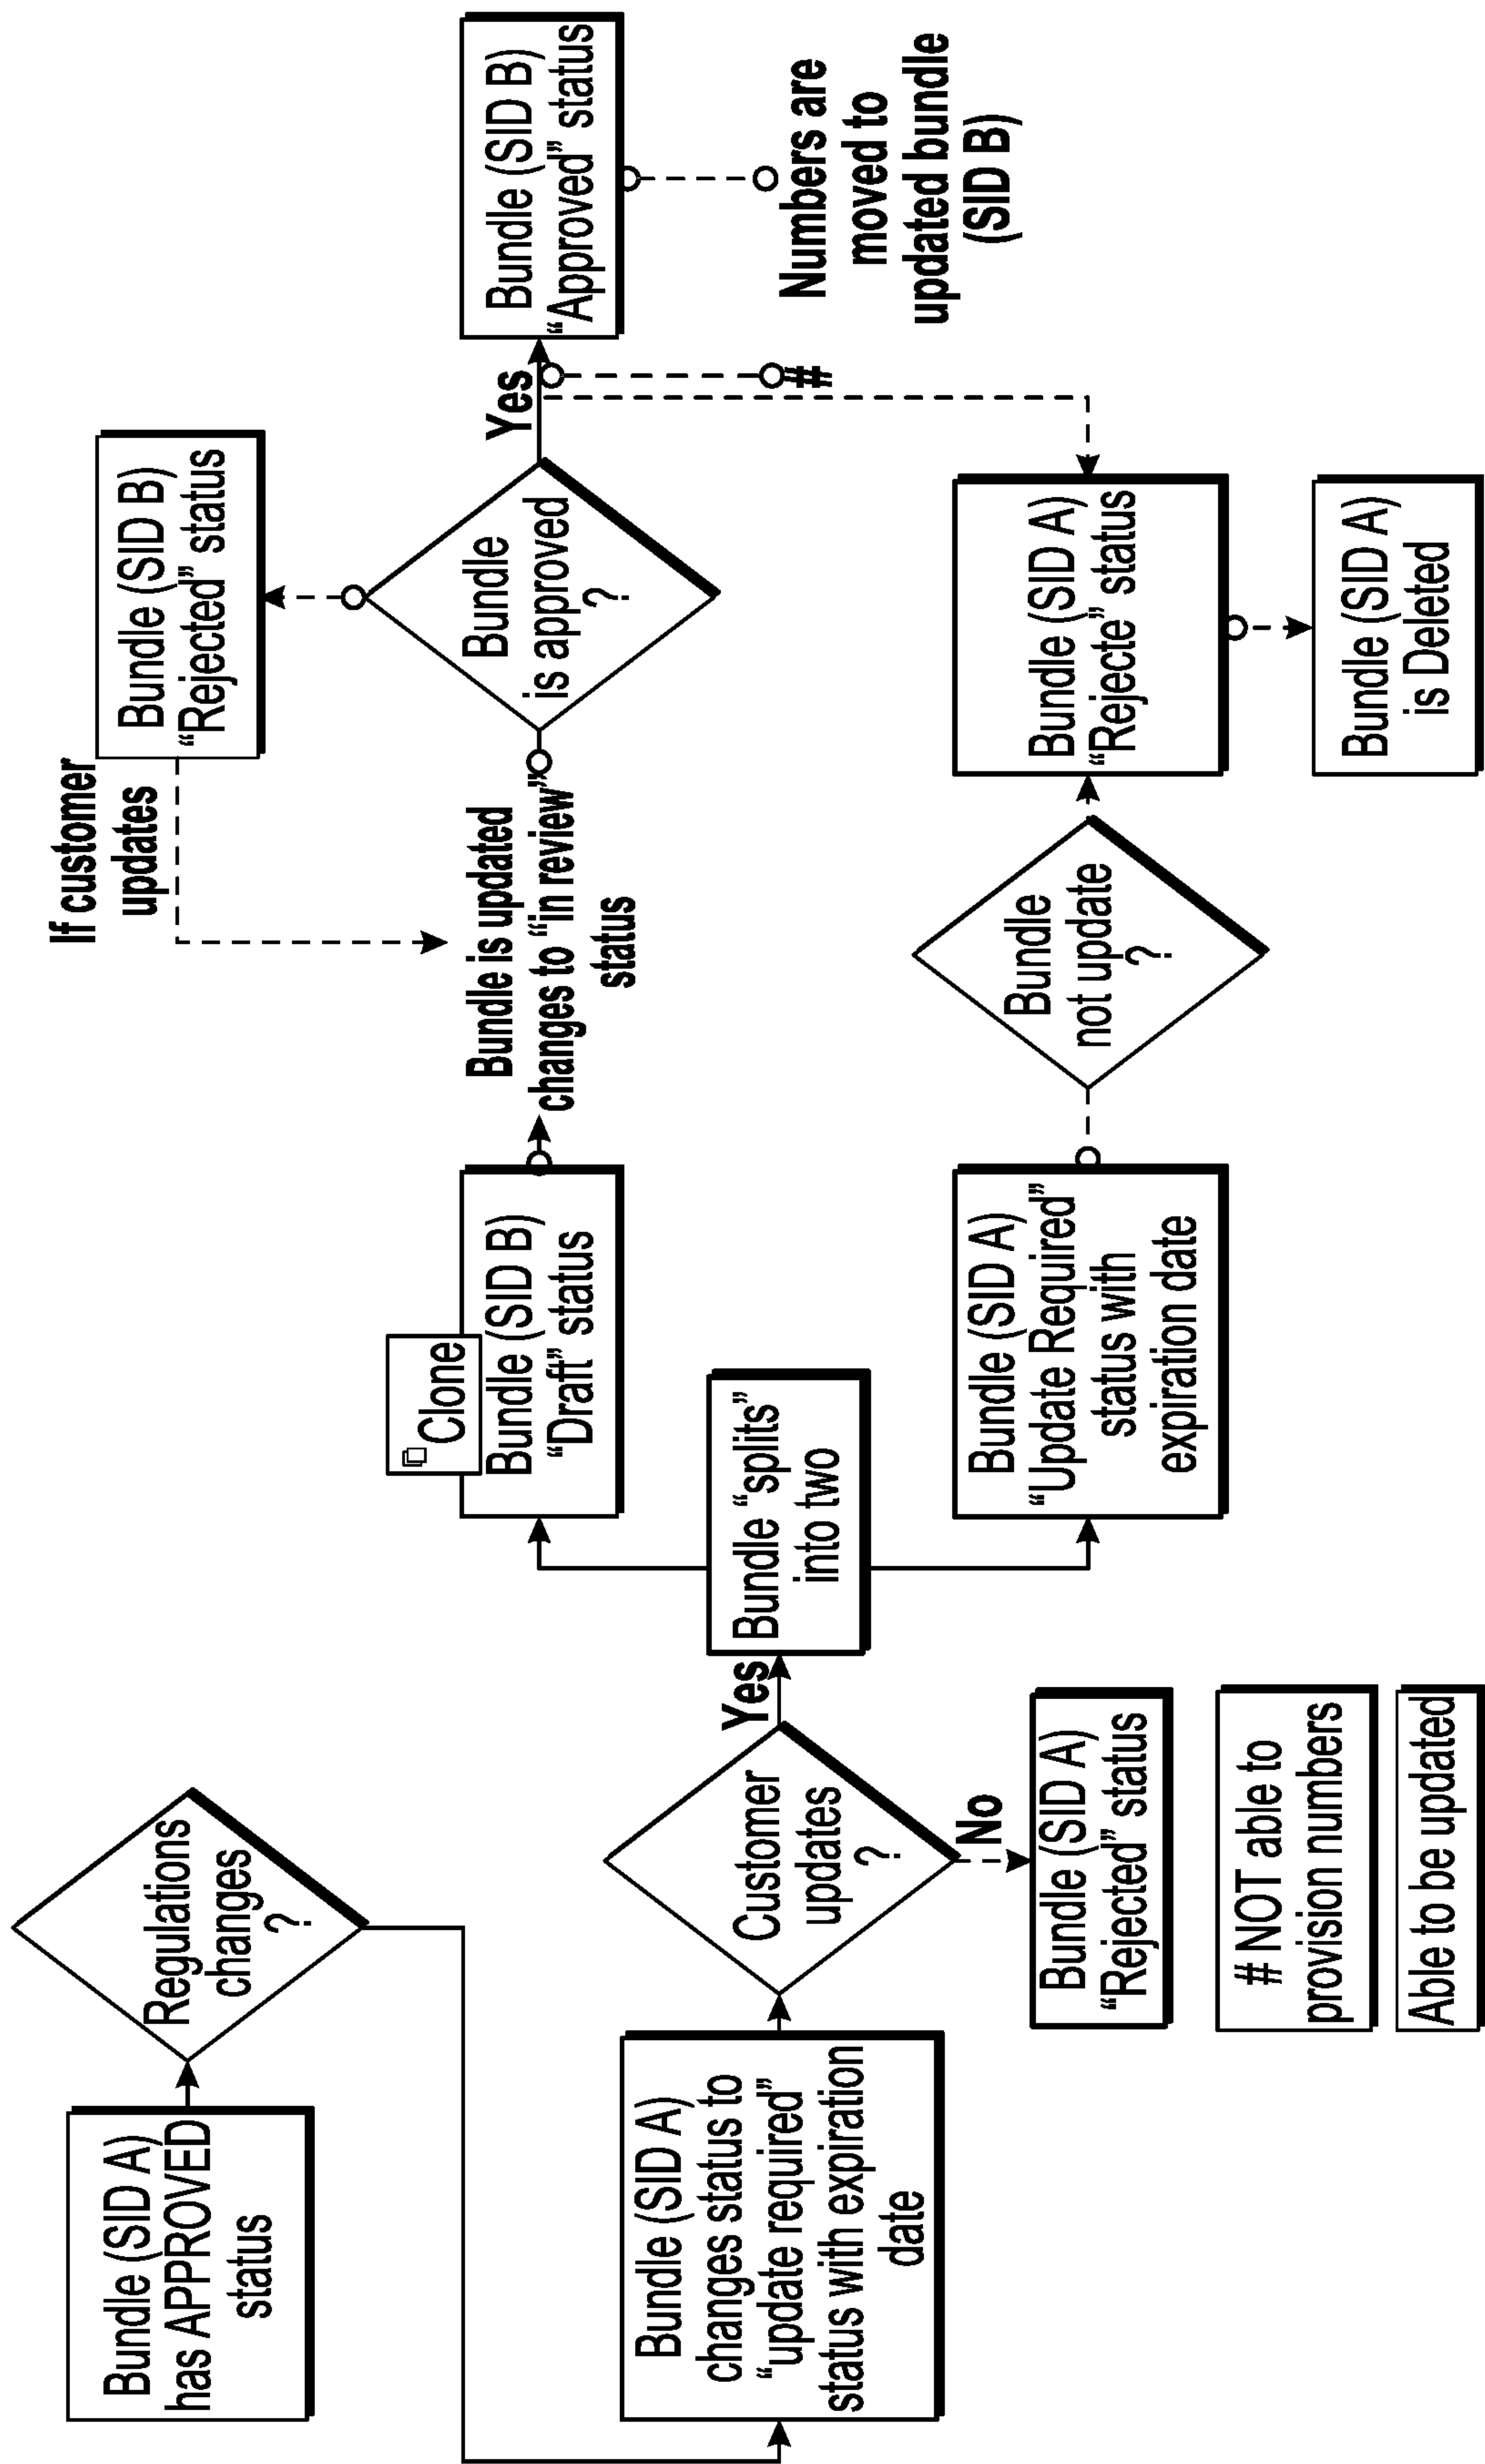 Bundle (SID A)
has APPROVED
status
Regulations
changes
?
Bundle (SID A)
changes status to
“update required”
status with expiration
date
Customer
updates
?
Yes
No
Bundle (SID A)
“Rejected” status
# NOT able to
provision numbers
Able to be updated
Bundle “splits”
into two
Clone
Bundle (SID B)
“Draft” status
Bundle is updated
changes to “in review”
status
If customer
updates
Bundle (SID B)
“Rejected” status
Bundle
is approved
?
Yes
#
Bundle (SID B)
“Approved” status
Numbers are
moved to
updated bundle
(SID B)
Bundle (SID A)
“Update Required”
status with
expiration date
Bundle
not update
?
Bundle (SID A)
“Rejecte” status
Bundle (SID A)
is Deleted